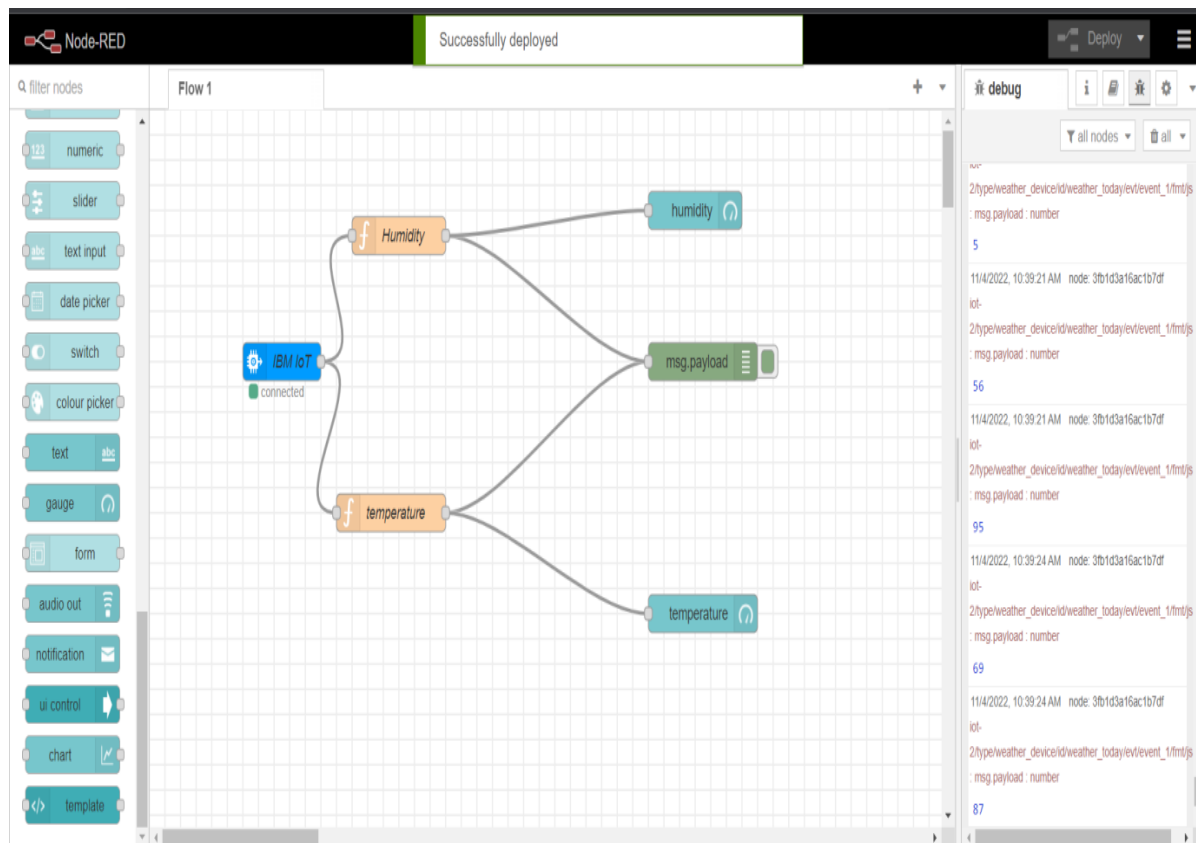 Node-RED
Successfully deployed
Deploy
filter nodes
Flow 1
debug
i
all nodes
all
123 numeric
slider
abc text input
date picker
switch
colour picker
text abc
gauge
form
audio out
notification
ui control
chart
</> template
f Humidity
humidity
IBM IoT
connected
msg.payload
f temperature
temperature
2/type/weather_device/id/weather_today/evt/event_1/fmt/js
: msg.payload : number
5
11/4/2022, 10:39:21 AM node: 3fb1d3a16ac1b7df
iot-
2/type/weather_device/id/weather_today/evt/event_1/fmt/js
: msg.payload : number
56
11/4/2022, 10:39:21 AM node: 3fb1d3a16ac1b7df
iot-
2/type/weather_device/id/weather_today/evt/event_1/fmt/js
: msg.payload : number
95
11/4/2022, 10:39:24 AM node: 3fb1d3a16ac1b7df
iot-
2/type/weather_device/id/weather_today/evt/event_1/fmt/js
: msg.payload : number
69
11/4/2022, 10:39:24 AM node: 3fb1d3a16ac1b7df
iot-
2/type/weather_device/id/weather_today/evt/event_1/fmt/js
: msg.payload : number
87